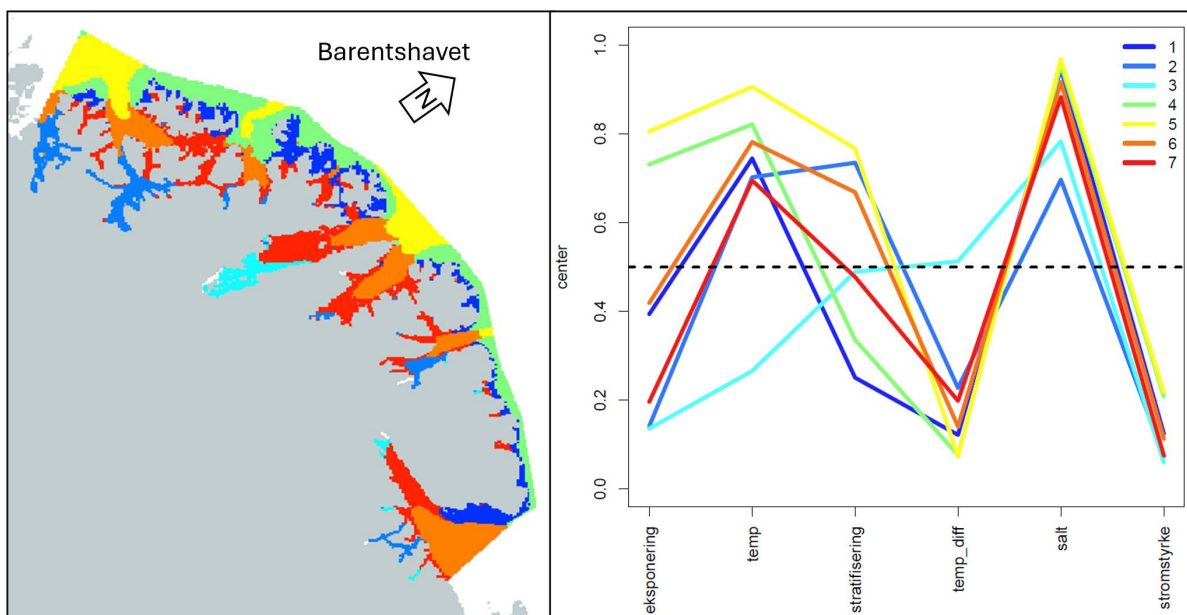 Barentshavet
N
center
1.0
0.8
0.6
0.4
0.2
0.0
1
2
3
4
5
6
7
eksponering
temp
stratifisering
temp_diff
salt
stromstyrke